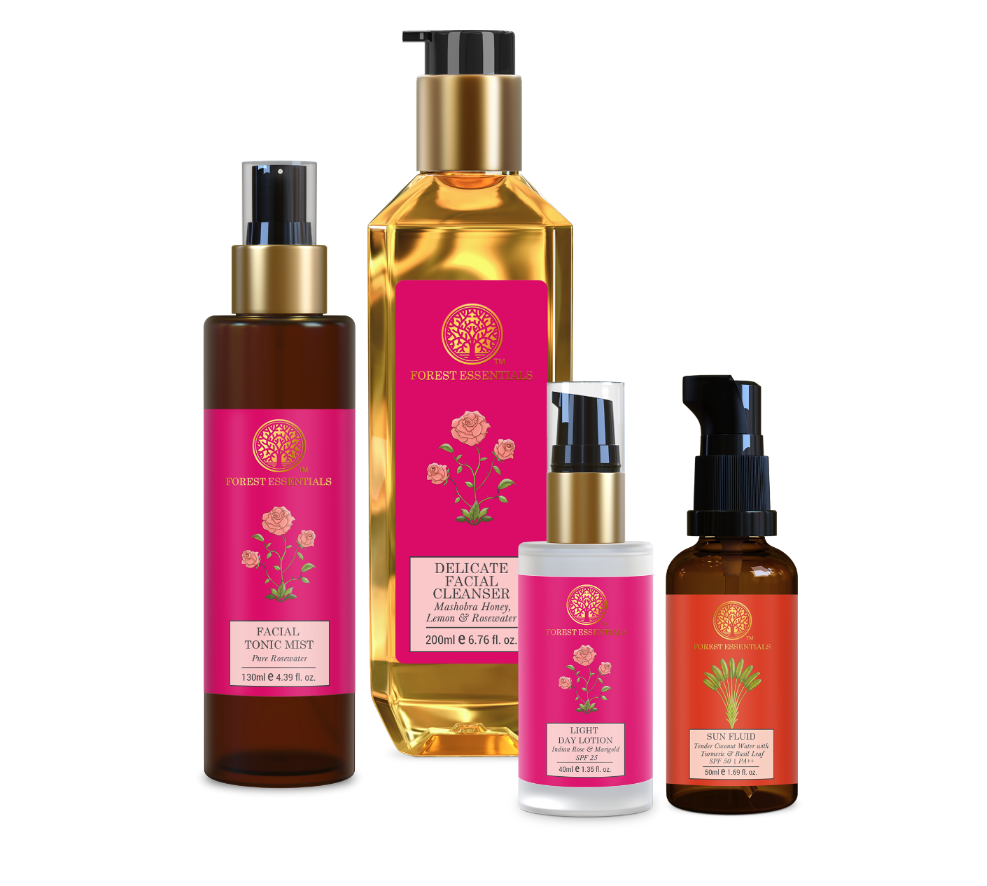 FOREST ESSENTIALS
TM
FACIAL
TONIC MIST
Pure Rosewater
130ml e 4.39 fl. oz.
FOREST ESSENTIALS
TM
DELICATE
FACIAL
CLEANSER
Mashobra Honey,
Lemon & Rosewater
200ml e 6.76 fl. oz.
FOREST ESSENTIALS
LIGHT
DAY LOTION
Indian Rose & Marigold
SPF 25
40ml e 1.35 fl. oz.
FOREST ESSENTIALS
TM
SUN FLUID
Tender Coconut Water with
Turmeric & Basil Leaf
SPF 50 | PA++
50ml e 1.69 fl. oz.